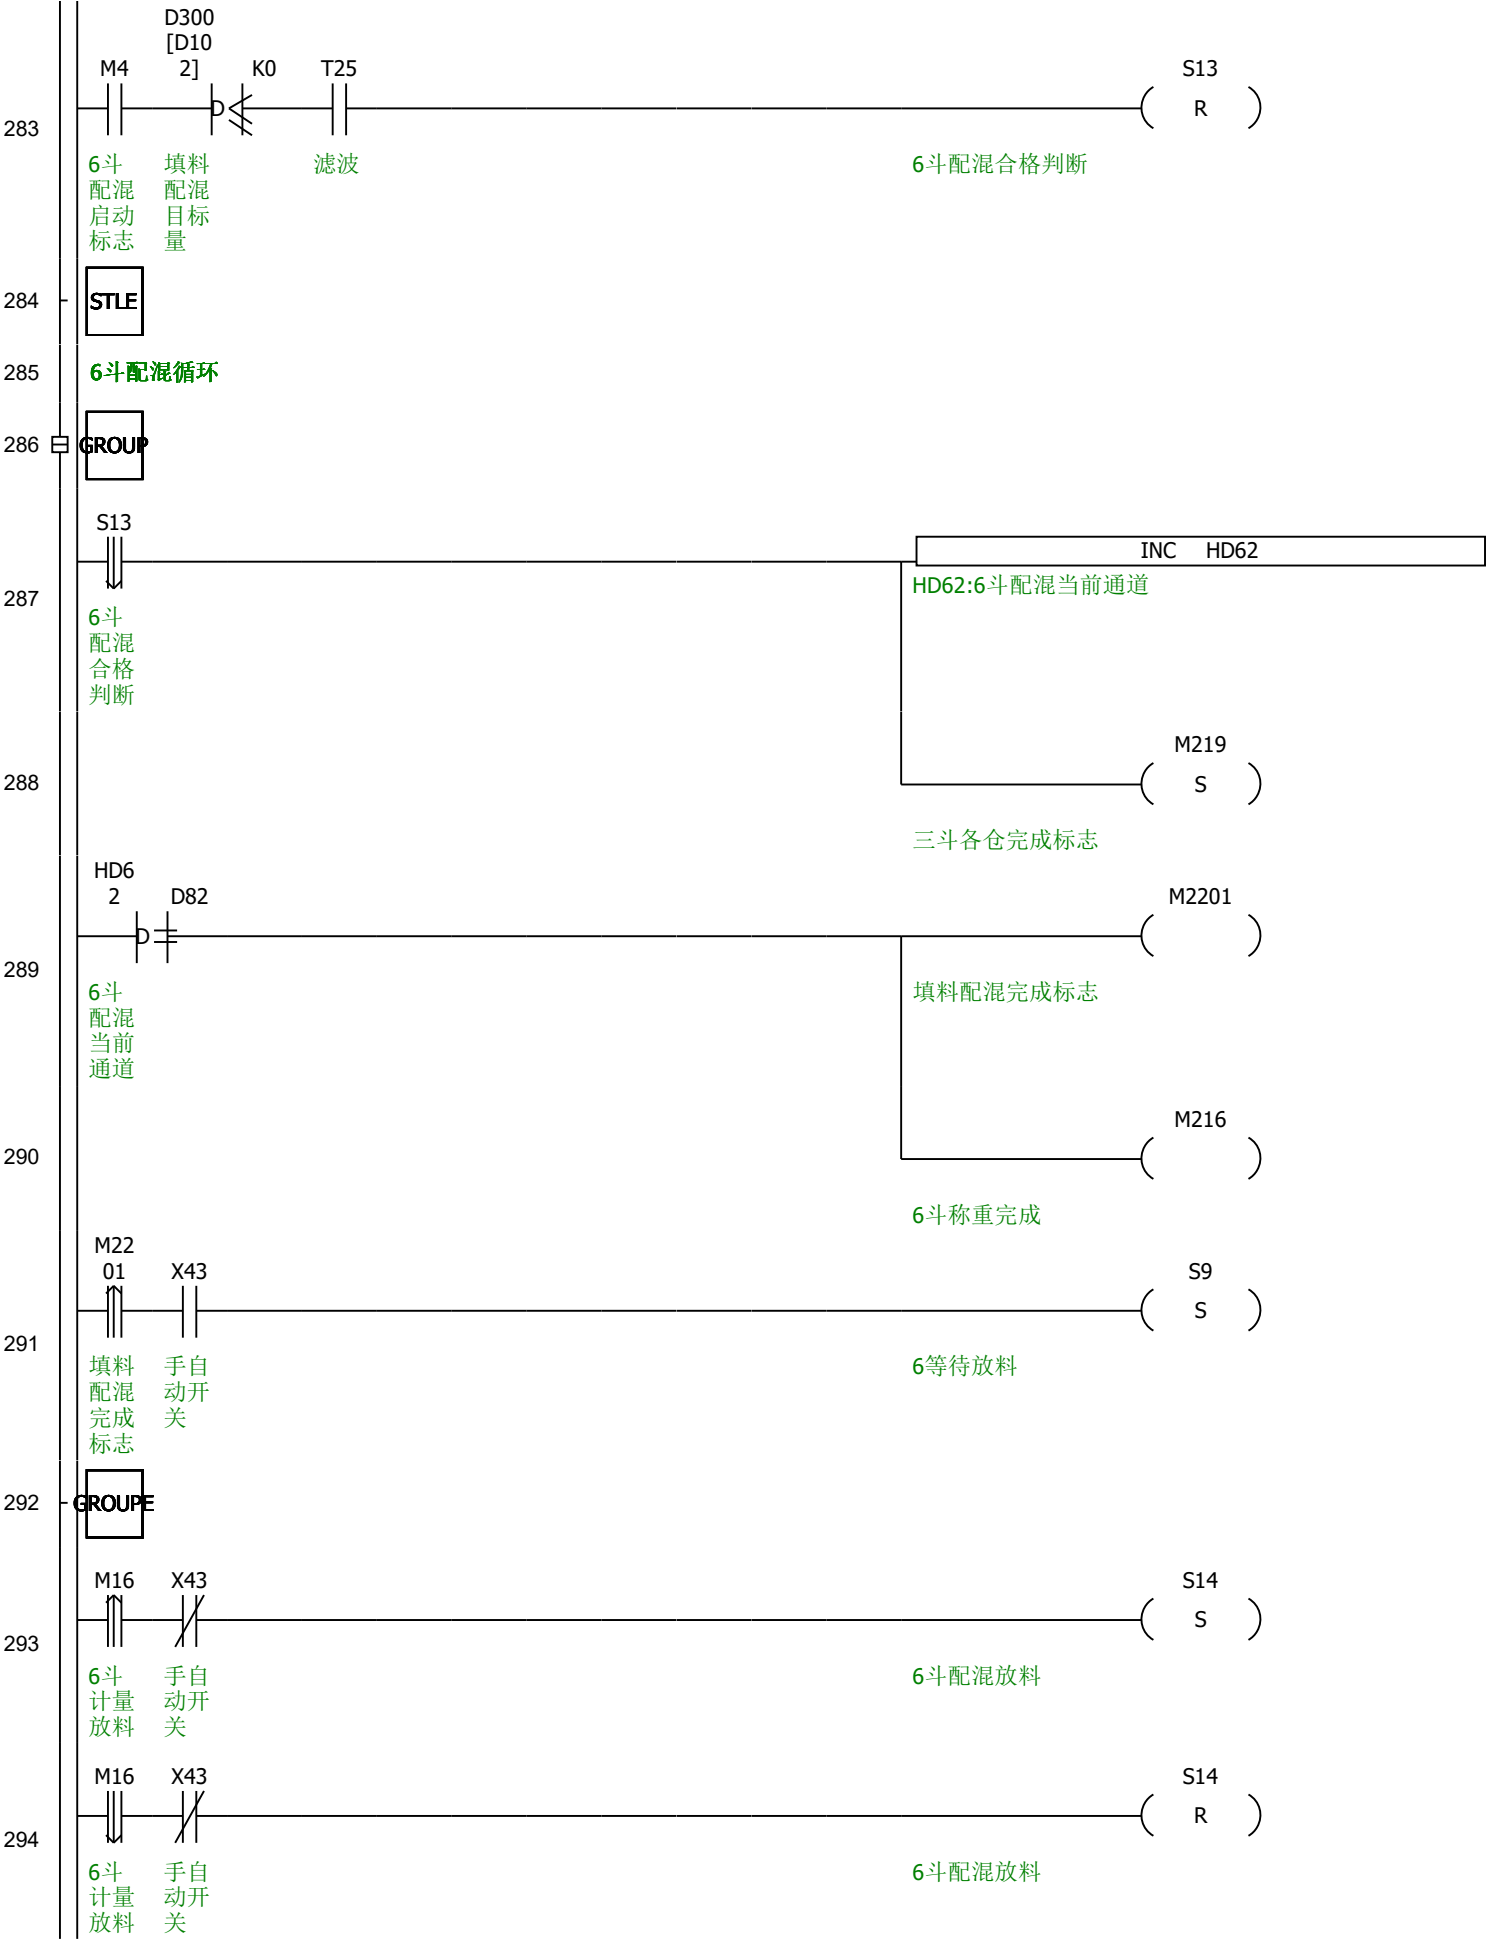 D300
[D10
M4 2] K0 T25 S13
D R
283
6斗 填料 滤波 6斗配混合格判断
配混 配混
启动 目标
标志 量
284 STLE
285 6斗配混循环
286 GROUP
S13
INC HD62
HD62:6斗配混当前通道
287
6斗
配混
合格
判断
M219
288 S
三斗各仓完成标志
HD6
2 D82 M2201
D
289
6斗 填料配混完成标志
配混
当前
通道
M216
290
6斗称重完成
M22
01 X43 S9
S
291
填料 手自 6等待放料
配混 动开
完成 关
标志
292 GROUPE
M16 X43 S14
S
293
6斗 手自 6斗配混放料
计量 动开
放料 关
M16 X43 S14
R
294
6斗 手自 6斗配混放料
计量 动开
放料 关